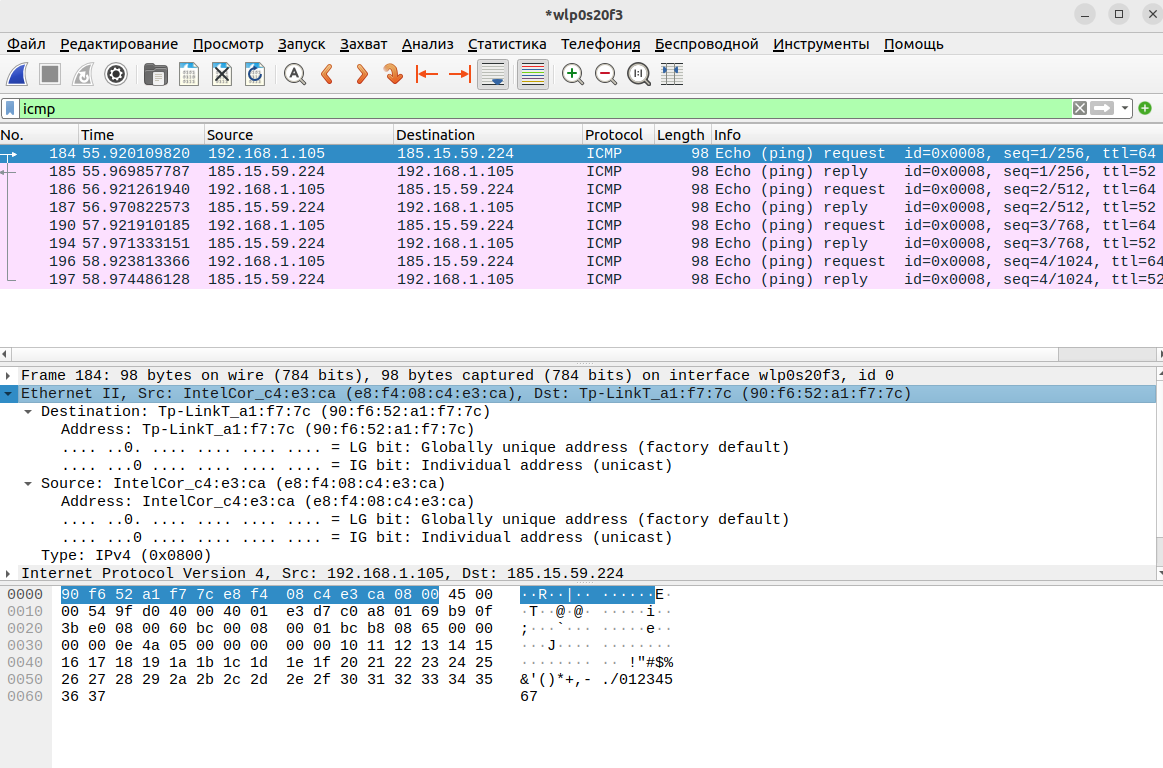 *wlp0s20f3
Файл Редактирование Просмотр Запуск Захват Анализ Статистика Телефония Беспроводной Инструменты Помощь
icmp
No. Time Source Destination Protocol Length Info
184 55.920109820 192.168.1.105 185.15.59.224 ICMP 98 Echo (ping) request id=0x0008, seq=1/256, ttl=64
185 55.969857787 185.15.59.224 192.168.1.105 ICMP 98 Echo (ping) reply id=0x0008, seq=1/256, ttl=52
186 56.921261940 192.168.1.105 185.15.59.224 ICMP 98 Echo (ping) request id=0x0008, seq=2/512, ttl=64
187 56.970822573 185.15.59.224 192.168.1.105 ICMP 98 Echo (ping) reply id=0x0008, seq=2/512, ttl=52
190 57.921910185 192.168.1.105 185.15.59.224 ICMP 98 Echo (ping) request id=0x0008, seq=3/768, ttl=64
194 57.971333151 185.15.59.224 192.168.1.105 ICMP 98 Echo (ping) reply id=0x0008, seq=3/768, ttl=52
196 58.923813366 192.168.1.105 185.15.59.224 ICMP 98 Echo (ping) request id=0x0008, seq=4/1024, ttl=64
197 58.974486128 185.15.59.224 192.168.1.105 ICMP 98 Echo (ping) reply id=0x0008, seq=4/1024, ttl=52
Frame 184: 98 bytes on wire (784 bits), 98 bytes captured (784 bits) on interface wlp0s20f3, id 0
Ethernet II, Src: IntelCor_c4:e3:ca (e8:f4:08:c4:e3:ca), Dst: Tp-LinkT_a1:f7:7c (90:f6:52:a1:f7:7c)
Destination: Tp-LinkT_a1:f7:7c (90:f6:52:a1:f7:7c)
Address: Tp-LinkT_a1:f7:7c (90:f6:52:a1:f7:7c)
.... ..0. .... .... .... .... = LG bit: Globally unique address (factory default)
.... ...0 .... .... .... .... = IG bit: Individual address (unicast)
Source: IntelCor_c4:e3:ca (e8:f4:08:c4:e3:ca)
Address: IntelCor_c4:e3:ca (e8:f4:08:c4:e3:ca)
.... ..0. .... .... .... .... = LG bit: Globally unique address (factory default)
.... ...0 .... .... .... .... = IG bit: Individual address (unicast)
Type: IPv4 (0x0800)
Internet Protocol Version 4, Src: 192.168.1.105, Dst: 185.15.59.224
0000 90 f6 52 a1 f7 7c e8 f4 08 c4 e3 ca 08 00 45 00 ··R··|·· ······E·
0010 00 54 9f d0 40 00 40 01 e3 d7 c0 a8 01 69 b9 0f ·T··@·@· ·····i··
0020 3b e0 08 00 60 bc 00 08 00 01 bc b8 08 65 00 00 ;···`··· ·····e··
0030 00 00 0e 4a 05 00 00 00 00 00 10 11 12 13 14 15 ···J···· ········
0040 16 17 18 19 1a 1b 1c 1d 1e 1f 20 21 22 23 24 25 ········ ·· !"#$%
0050 26 27 28 29 2a 2b 2c 2d 2e 2f 30 31 32 33 34 35 &'()*+,- ./012345
0060 36 37 67